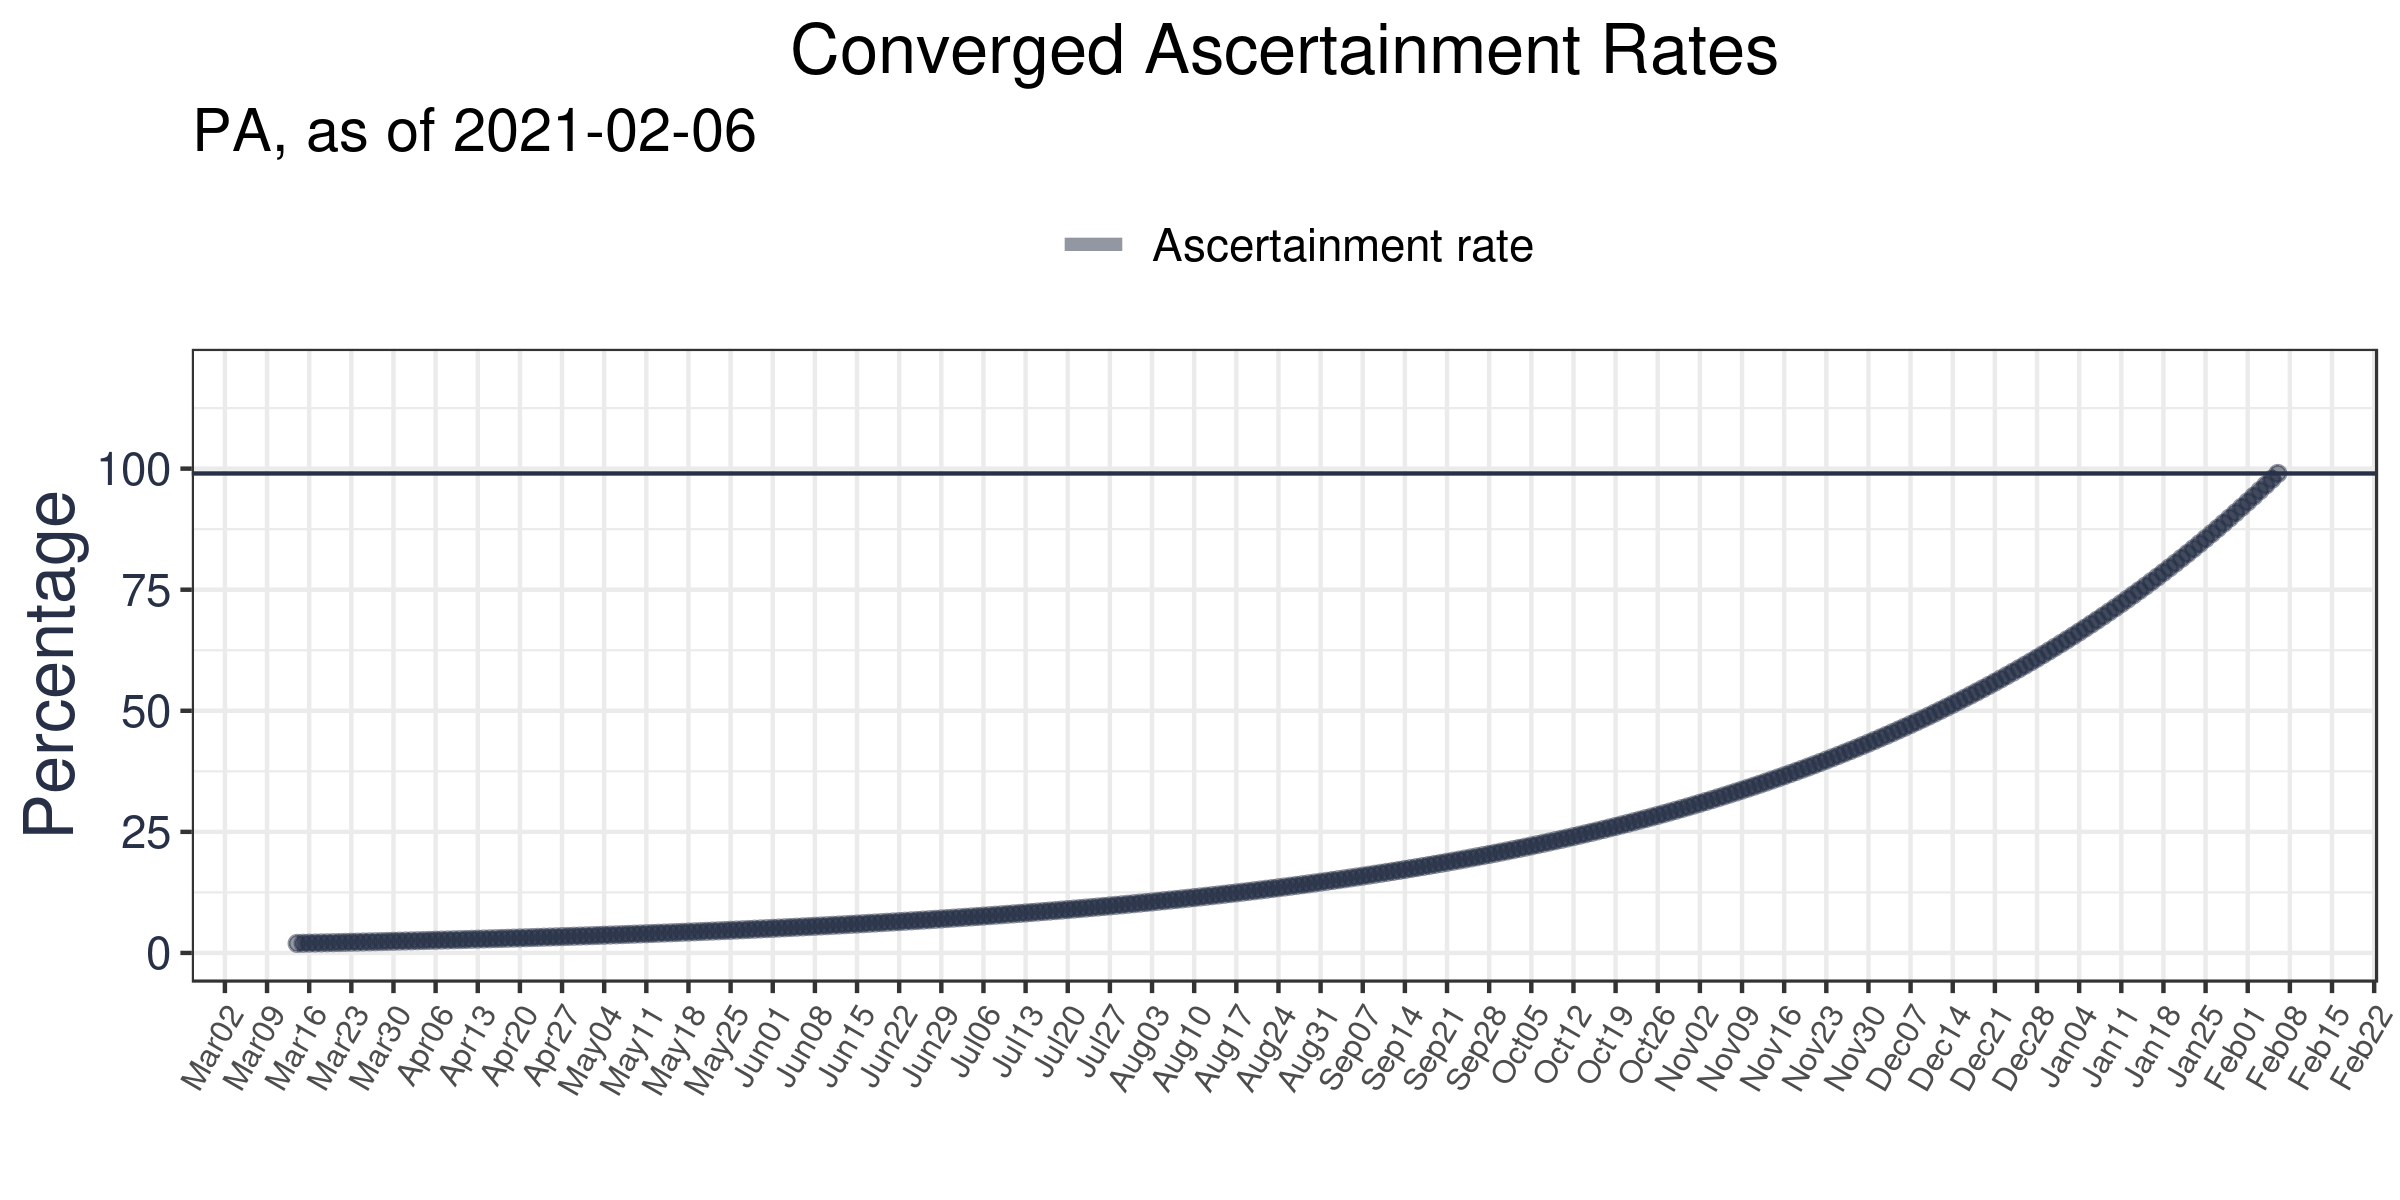 Converged Ascertainment Rates
PA, as of 2021-02-06
Ascertainment rate
Percentage
100
75
50
25
0
Mar02
Mar09
Mar16
Mar23
Mar30
Apr06
Apr13
Apr20
Apr27
May04
May11
May18
May25
Jun01
Jun08
Jun15
Jun22
Jun29
Jul06
Jul13
Jul20
Jul27
Aug03
Aug10
Aug17
Aug24
Aug31
Sep07
Sep14
Sep21
Sep28
Oct05
Oct12
Oct19
Oct26
Nov02
Nov09
Nov16
Nov23
Nov30
Dec07
Dec14
Dec21
Dec28
Jan04
Jan11
Jan18
Jan25
Feb01
Feb08
Feb15
Feb22